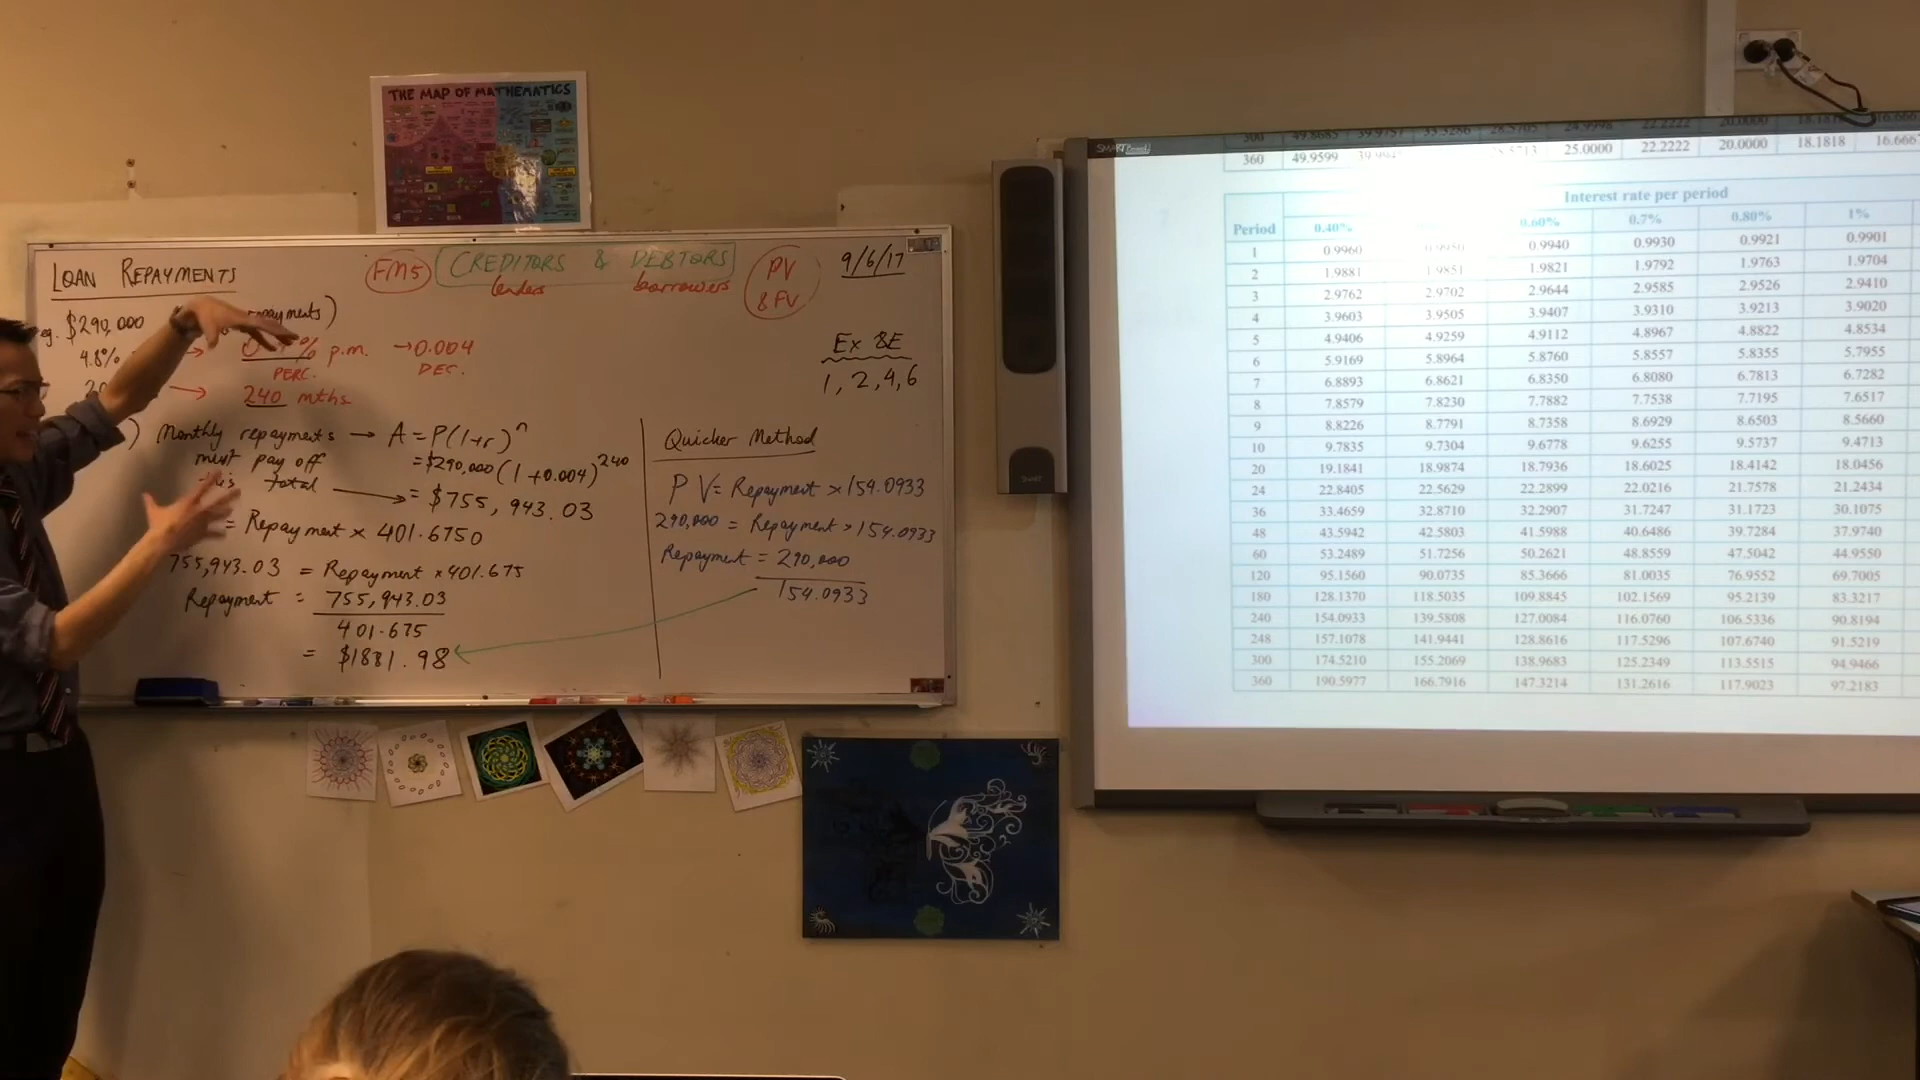 THE MAP OF MATHEMATICS
LOAN REPAYMENTS
FM5
CREDITORS & DEBTORS
lenders
borrowers
PV
& FV
9/6/17
eg. $290,000
4.8%
→ % p.m. → 0.004
PERC.
DEC.
→ 240 mths
Ex 8E
1, 2, 4, 6
Monthly repayments → A = P(1+r)^n
must pay off
= $290,000 (1+0.004)^240
total → = $755,943.03
= Repayment × 401.6750
755,943.03 = Repayment × 401.675
Repayment = 755,943.03
401.675
= $1881.98
Quicker Method
PV = Repayment × 154.0933
290,000 = Repayment × 154.0933
Repayment = 290,000
154.0933
SMART
SMART Board
360 49.9599 25.0000 22.2222 20.0000 18.1818
Interest rate per period
Period 0.40% 0.60% 0.7% 0.80% 1%
1 0.9960 0.9950 0.9940 0.9930 0.9921 0.9901
2 1.9881 1.9851 1.9821 1.9792 1.9763 1.9704
3 2.9762 2.9702 2.9644 2.9585 2.9526 2.9410
4 3.9603 3.9505 3.9407 3.9310 3.9213 3.9020
5 4.9406 4.9259 4.9112 4.8967 4.8822 4.8534
6 5.9169 5.8964 5.8760 5.8557 5.8355 5.7955
7 6.8893 6.8621 6.8350 6.8080 6.7813 6.7282
8 7.8579 7.8230 7.7882 7.7538 7.7195 7.6517
9 8.8226 8.7791 8.7358 8.6929 8.6503 8.5660
10 9.7835 9.7304 9.6778 9.6255 9.5737 9.4713
20 19.1841 18.9874 18.7936 18.6025 18.4142 18.0456
24 22.8405 22.5629 22.2899 22.0216 21.7578 21.2434
36 33.4659 32.8710 32.2907 31.7247 31.1723 30.1075
48 43.5942 42.5803 41.5988 40.6486 39.7284 37.9740
60 53.2489 51.7256 50.2621 48.8559 47.5042 44.9550
120 95.1560 90.0735 85.3666 81.0035 76.9552 69.7005
180 128.1370 118.5035 109.8845 102.1569 95.2139 83.3217
240 154.0933 139.5808 127.0084 116.0760 106.5336 90.8194
248 157.1078 141.9441 128.8616 117.5296 107.6740 91.5219
300 174.5210 155.2069 138.9683 125.2349 113.5515 94.9466
360 190.5977 166.7916 147.3214 131.2616 117.9023 97.2183